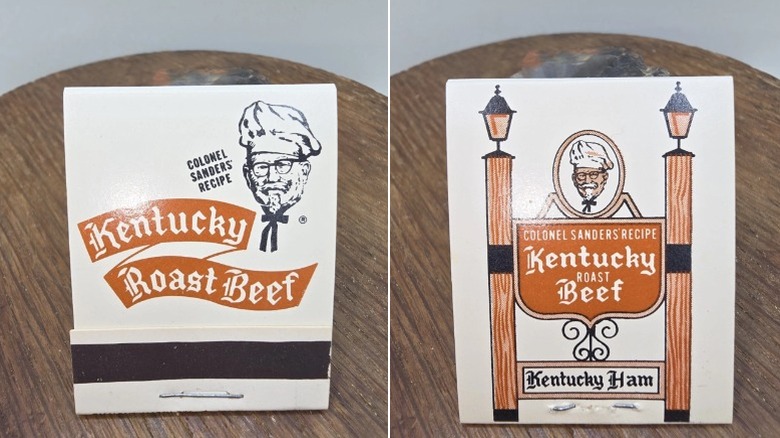 COLONEL
SANDERS'
RECIPE
®
Kentucky
Roast Beef
COLONEL SANDERS' RECIPE
Kentucky
ROAST
Beef
Kentucky Ham